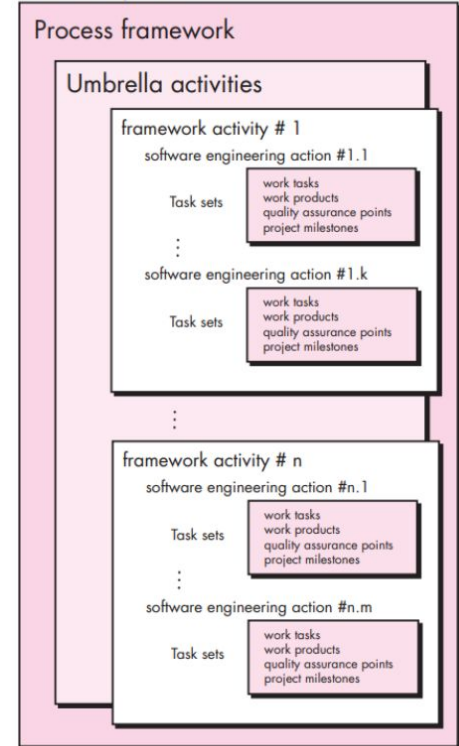 Process framework
Umbrella activities
framework activity # 1
software engineering action #1.1
Task sets
work tasks
work products
quality assurance points
project milestones
software engineering action #1.k
Task sets
work tasks
work products
quality assurance points
project milestones
framework activity # n
software engineering action #n.1
Task sets
work tasks
work products
quality assurance points
project milestones
software engineering action #n.m
Task sets
work tasks
work products
quality assurance points
project milestones